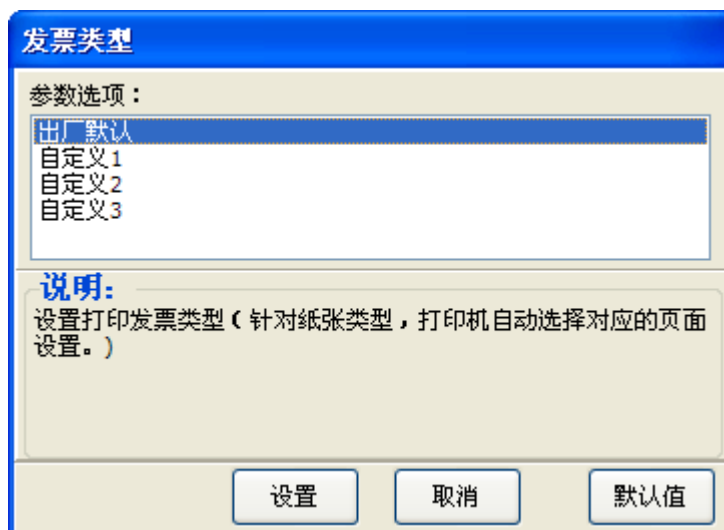 发票类型
参数选项：
出厂默认
自定义1
自定义2
自定义3
说明:
设置打印发票类型（针对纸张类型，打印机自动选择对应的页面
设置。)
设置
取消
默认值